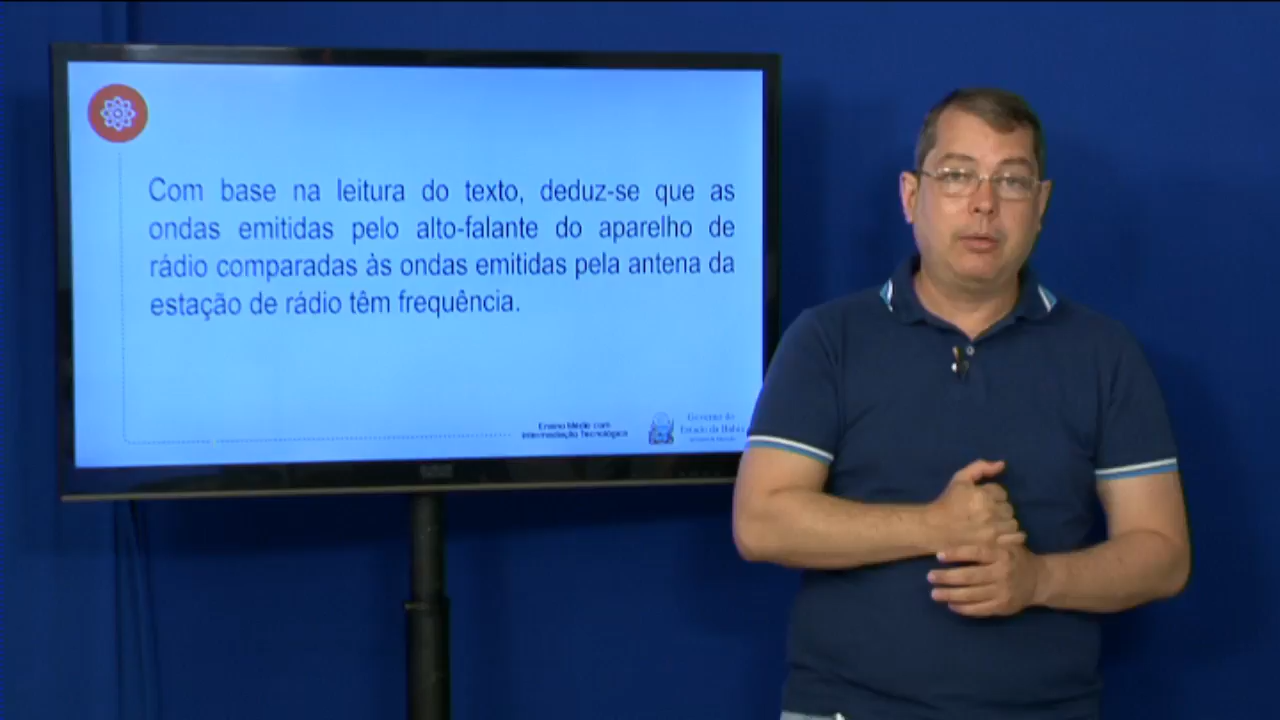 Com base na leitura do texto, deduz-se que as
ondas emitidas pelo alto-falante do aparelho de
rádio comparadas às ondas emitidas pela antena da
estação de rádio têm frequência.
Ensino Médio com
Intermediação Tecnológica
Governo do
Estado da Bahia